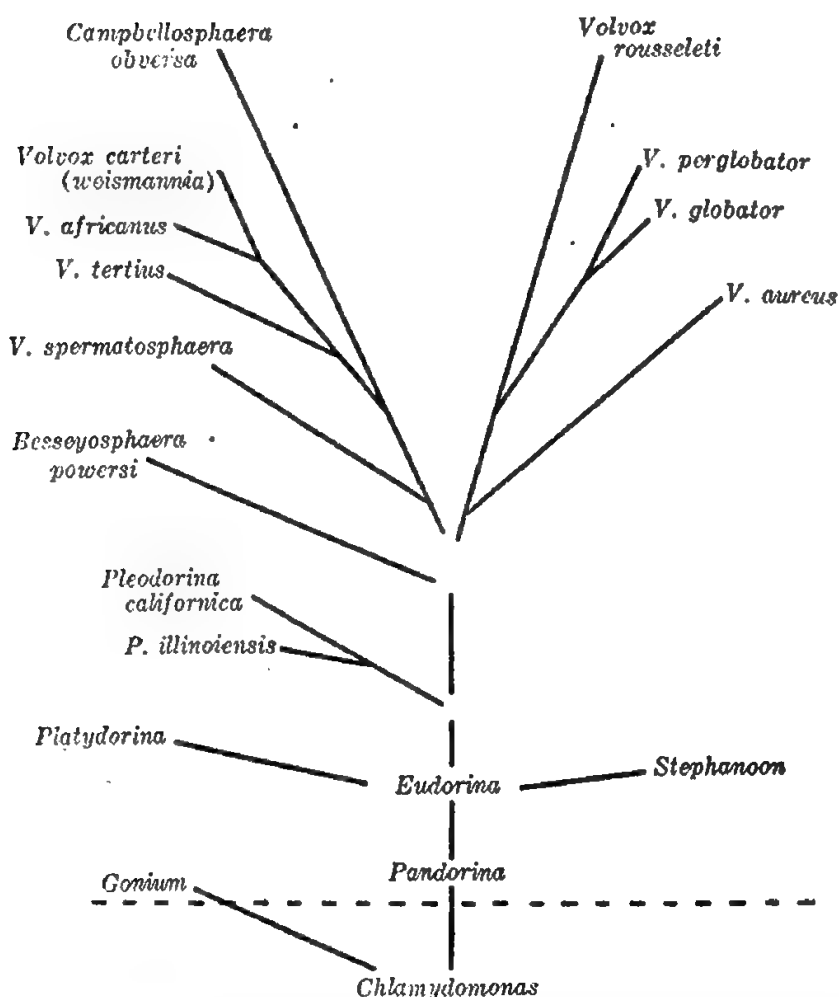 Campbellosphaera
obversa
Volvox
rousseleti
Volvox carteri
(weismannia)
V. perglobator
V. africanus
V. globator
V. tertius
V. aureus
V. spermatosphaera
Besseyosphaera
powersi
Pleodorina
californica
P. illinoiensis
Platydorina
Eudorina
Stephanoon
Pandorina
Gonium
Chlamydomonas